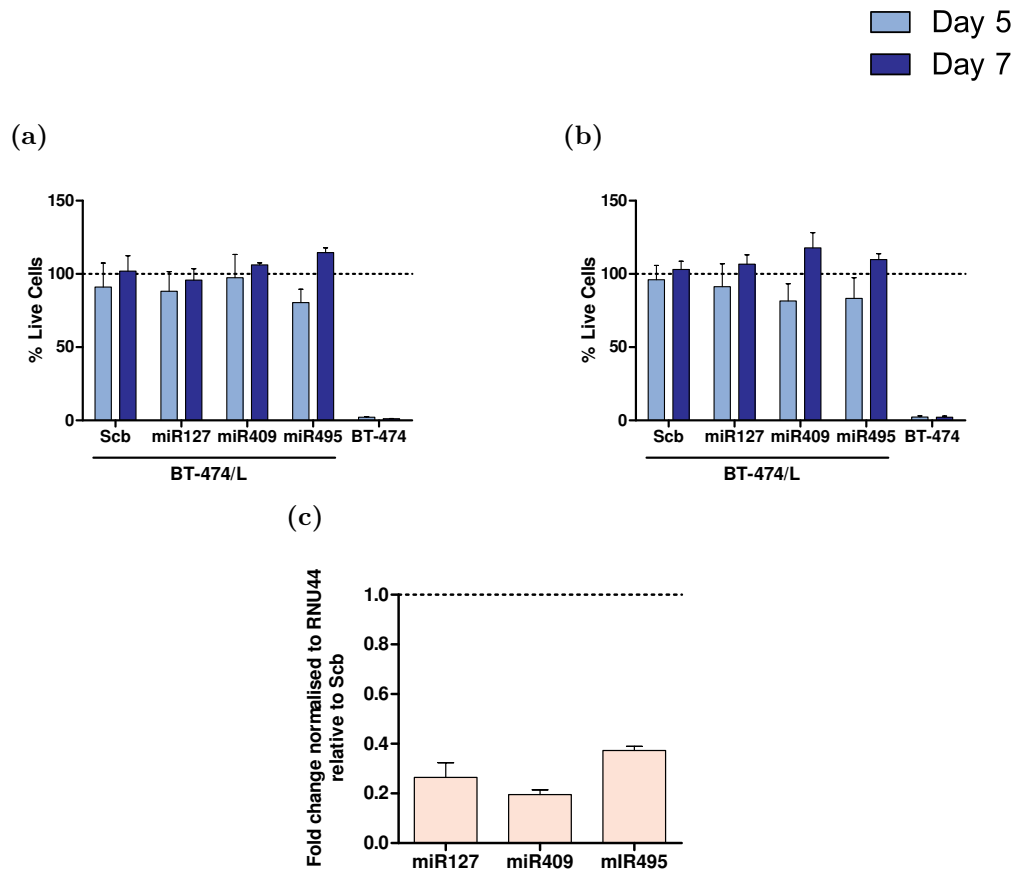 Day 5
Day 7
(a)
% Live Cells
150
100
50
0
Scb miR127 miR409 miR495 BT-474
BT-474/L
(b)
% Live Cells
150
100
50
0
Scb miR127 miR409 miR495 BT-474
BT-474/L
(c)
Fold change normalised to RNU44
relative to Scb
1.0
0.8
0.6
0.4
0.2
0.0
miR127 miR409 mIR495